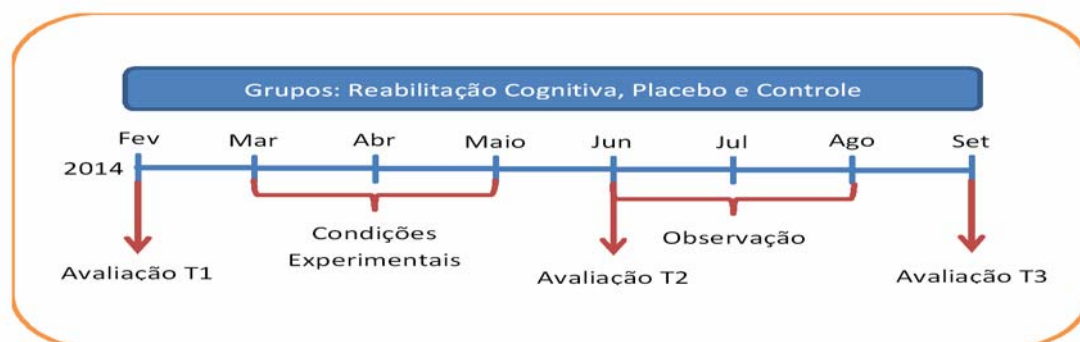 Grupos: Reabilitação Cognitiva, Placebo e Controle
Fev Mar Abr Maio Jun Jul Ago Set
2014
Condições
Experimentais
Observação
Avaliação T1
Avaliação T2
Avaliação T3